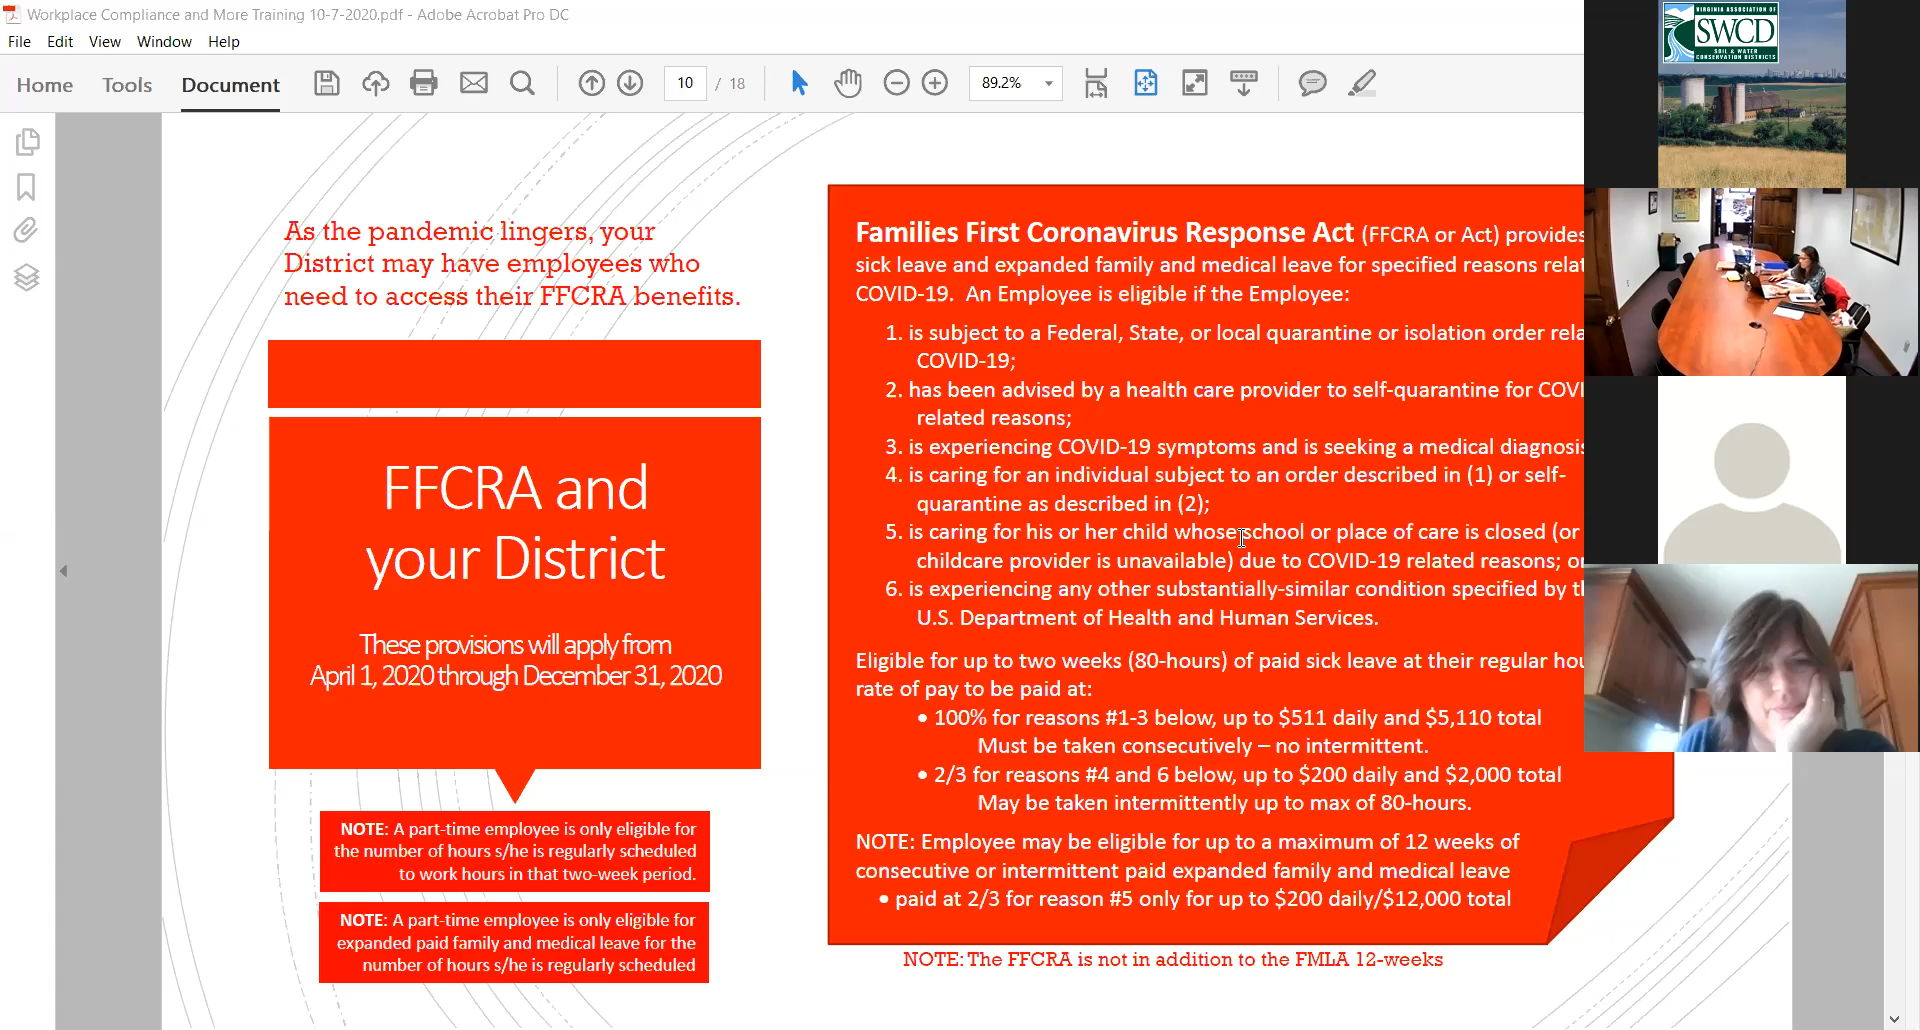 Workplace Compliance and More Training 10-7-2020.pdf - Adobe Acrobat Pro DC
File Edit View Window Help
Home Tools Document 10 / 18 89.2%
VIRGINIA ASSOCIATION OF
SWCD
SOIL & WATER
CONSERVATION DISTRICTS
As the pandemic lingers, your
District may have employees who
need to access their FFCRA benefits.
FFCRA and
your District
These provisions will apply from
April 1, 2020 through December 31, 2020
NOTE: A part-time employee is only eligible for
the number of hours s/he is regularly scheduled
to work hours in that two-week period.
NOTE: A part-time employee is only eligible for
expanded paid family and medical leave for the
number of hours s/he is regularly scheduled
Families First Coronavirus Response Act (FFCRA or Act) provides
sick leave and expanded family and medical leave for specified reasons relat
COVID-19. An Employee is eligible if the Employee:
1. is subject to a Federal, State, or local quarantine or isolation order rela
COVID-19;
2. has been advised by a health care provider to self-quarantine for COVI
related reasons;
3. is experiencing COVID-19 symptoms and is seeking a medical diagnosis
4. is caring for an individual subject to an order described in (1) or self-
quarantine as described in (2);
5. is caring for his or her child whose school or place of care is closed (or
childcare provider is unavailable) due to COVID-19 related reasons; or
6. is experiencing any other substantially-similar condition specified by th
U.S. Department of Health and Human Services.
Eligible for up to two weeks (80-hours) of paid sick leave at their regular hou
rate of pay to be paid at:
• 100% for reasons #1-3 below, up to $511 daily and $5,110 total
Must be taken consecutively – no intermittent.
• 2/3 for reasons #4 and 6 below, up to $200 daily and $2,000 total
May be taken intermittently up to max of 80-hours.
NOTE: Employee may be eligible for up to a maximum of 12 weeks of
consecutive or intermittent paid expanded family and medical leave
• paid at 2/3 for reason #5 only for up to $200 daily/$12,000 total
NOTE: The FFCRA is not in addition to the FMLA 12-weeks